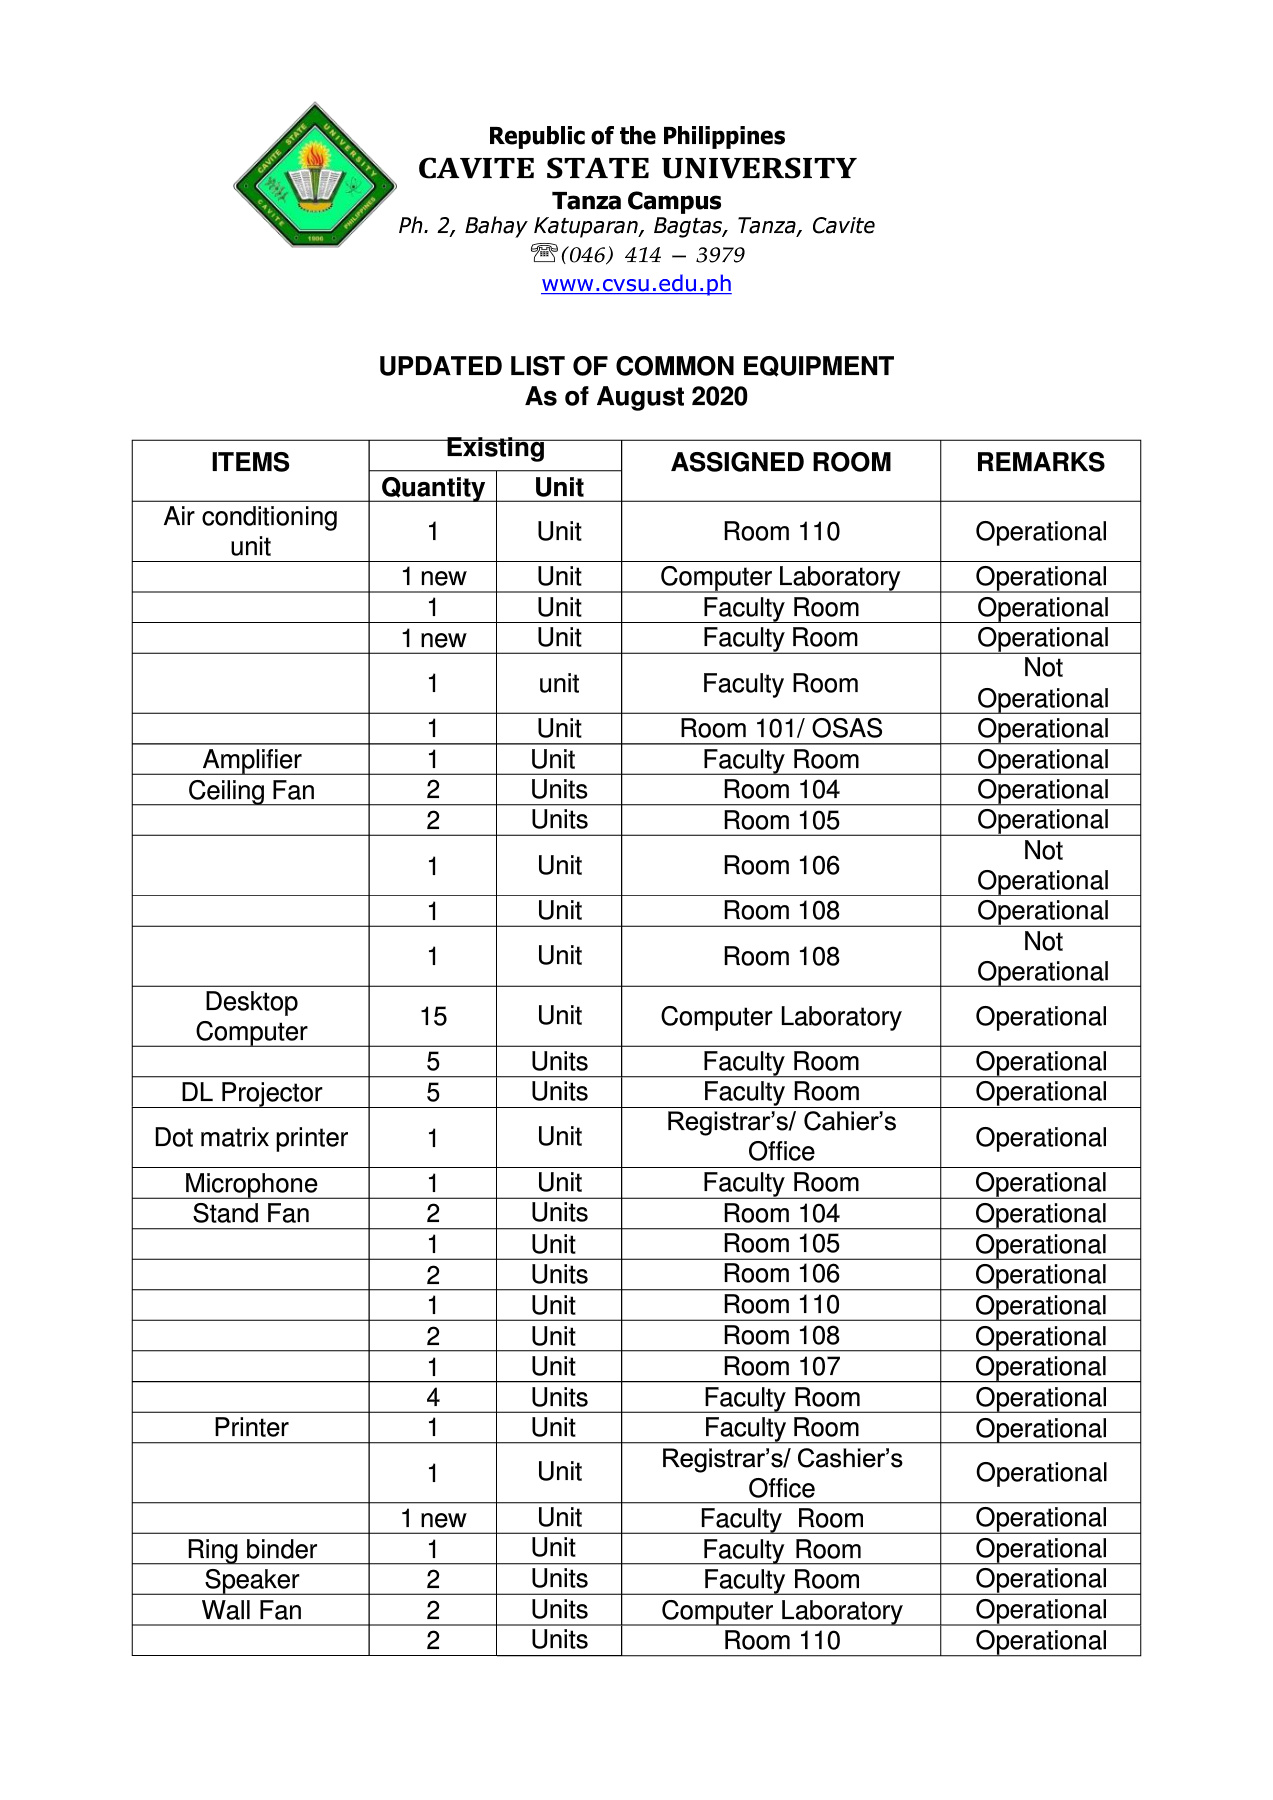 CAVITE STATE UNIVERSITY
CAVITE PHILIPPINES
1906
Republic of the Philippines
CAVITE STATE UNIVERSITY
Tanza Campus
Ph. 2, Bahay Katuparan, Bagtas, Tanza, Cavite
☏(046) 414 – 3979
www.cvsu.edu.ph
UPDATED LIST OF COMMON EQUIPMENT
As of August 2020
ITEMS Existing ASSIGNED ROOM REMARKS
Quantity Unit
Air conditioning
unit 1 Unit Room 110 Operational
1 new Unit Computer Laboratory Operational
1 Unit Faculty Room Operational
1 new Unit Faculty Room Operational
1 unit Faculty Room Not
Operational
1 Unit Room 101/ OSAS Operational
Amplifier 1 Unit Faculty Room Operational
Ceiling Fan 2 Units Room 104 Operational
2 Units Room 105 Operational
1 Unit Room 106 Not
Operational
1 Unit Room 108 Operational
1 Unit Room 108 Not
Operational
Desktop
Computer 15 Unit Computer Laboratory Operational
5 Units Faculty Room Operational
DL Projector 5 Units Faculty Room Operational
Dot matrix printer 1 Unit Registrar’s/ Cahier’s
Office Operational
Microphone 1 Unit Faculty Room Operational
Stand Fan 2 Units Room 104 Operational
1 Unit Room 105 Operational
2 Units Room 106 Operational
1 Unit Room 110 Operational
2 Unit Room 108 Operational
1 Unit Room 107 Operational
4 Units Faculty Room Operational
Printer 1 Unit Faculty Room Operational
1 Unit Registrar’s/ Cashier’s
Office Operational
1 new Unit Faculty Room Operational
Ring binder 1 Unit Faculty Room Operational
Speaker 2 Units Faculty Room Operational
Wall Fan 2 Units Computer Laboratory Operational
2 Units Room 110 Operational